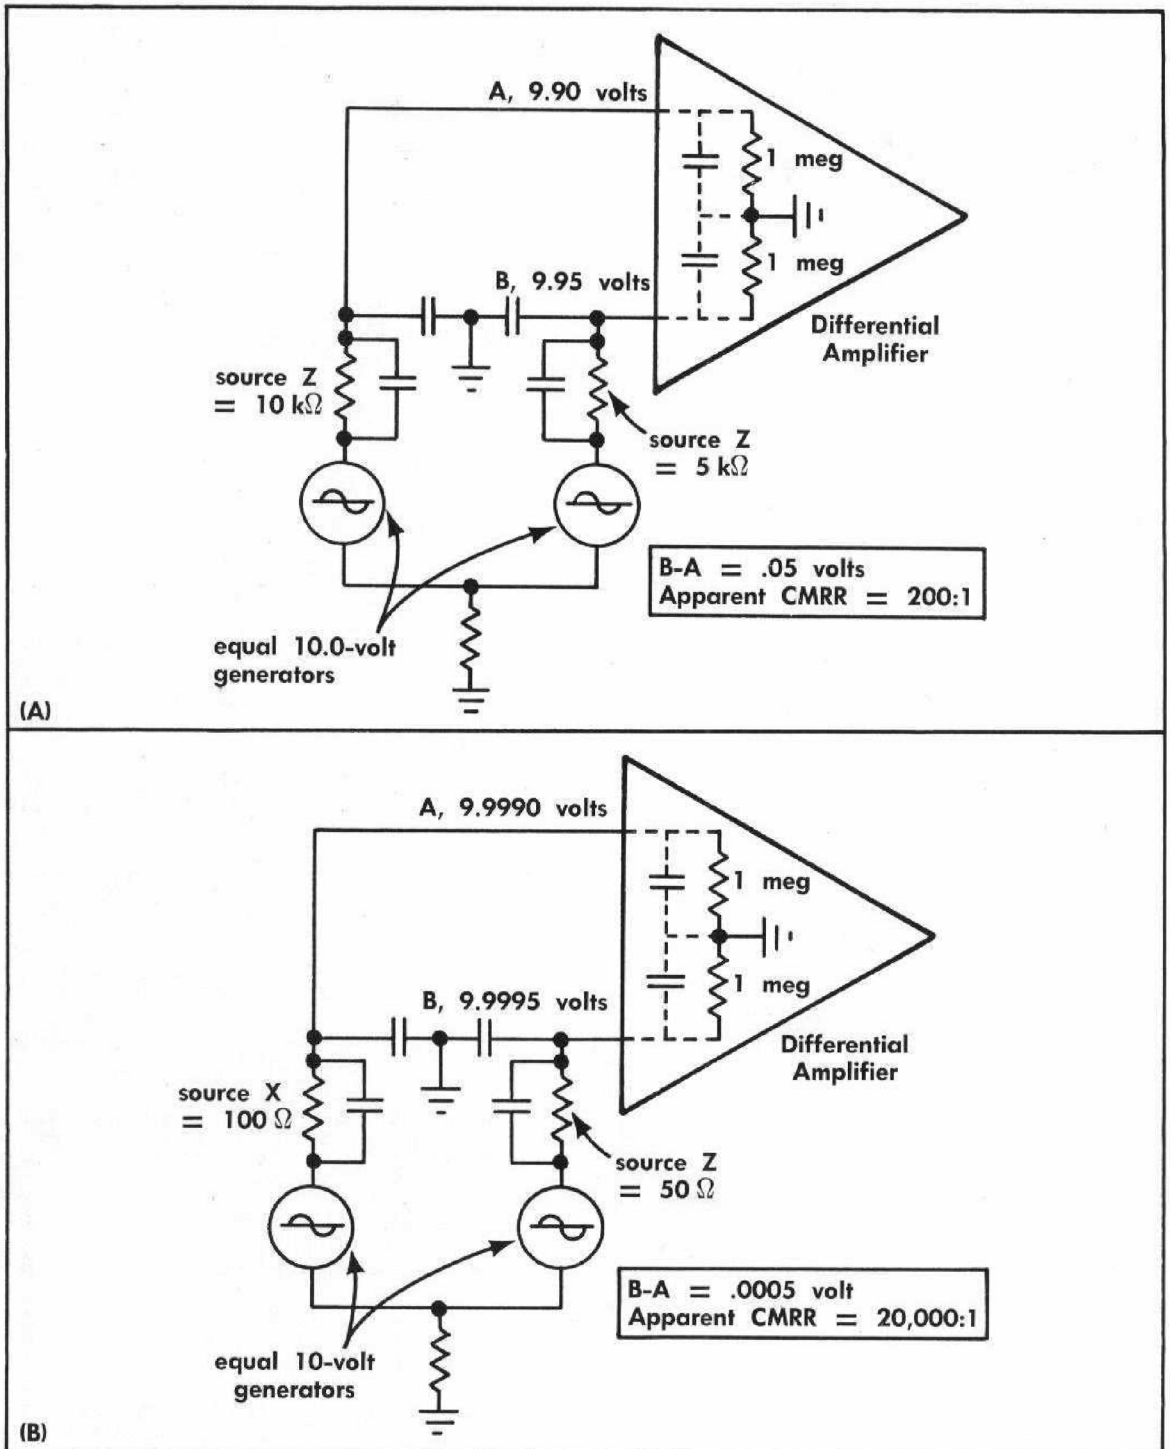 A, 9.90 volts
1 meg
1 meg
B, 9.95 volts
Differential
Amplifier
source Z
= 10 kΩ
source Z
= 5 kΩ
B-A = .05 volts
Apparent CMRR = 200:1
equal 10.0-volt
generators
(A)
A, 9.9990 volts
1 meg
1 meg
B, 9.9995 volts
Differential
Amplifier
source X
= 100 Ω
source Z
= 50 Ω
B-A = .0005 volt
Apparent CMRR = 20,000:1
equal 10-volt
generators
(B)